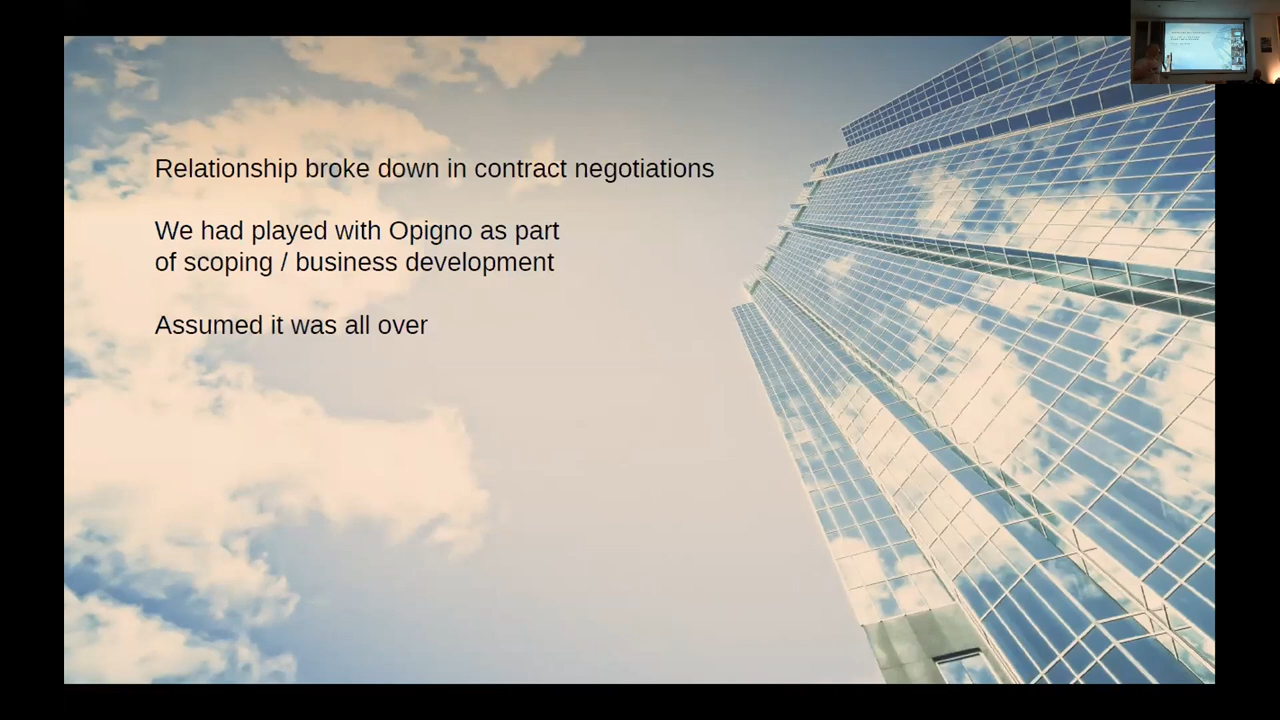 Relationship broke down in contract negotiations
We had played with Opigno as part
of scoping / business development
Assumed it was all over